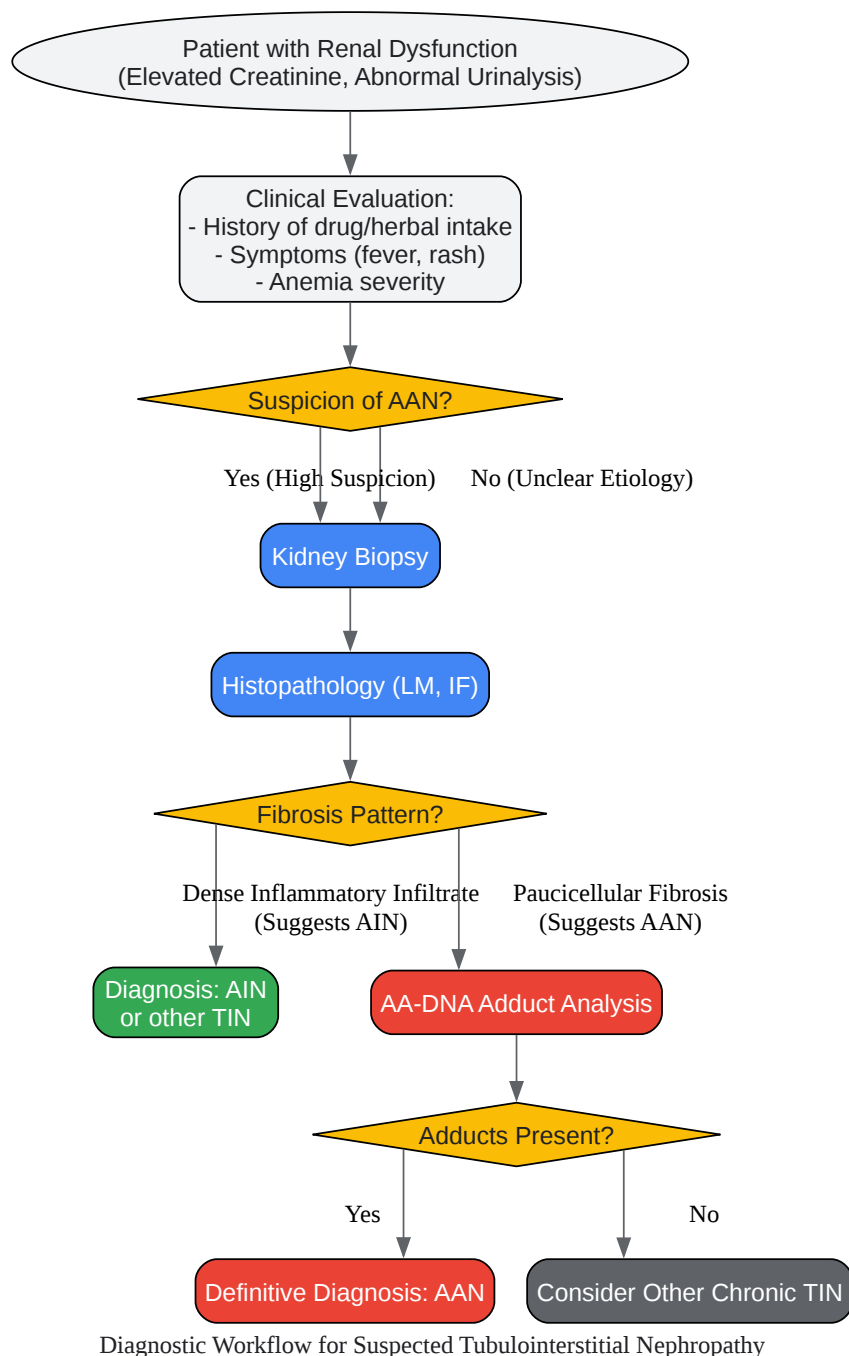 Patient with Renal Dysfunction
(Elevated Creatinine, Abnormal Urinalysis)
Clinical Evaluation:
- History of drug/herbal intake
- Symptoms (fever, rash)
- Anemia severity
Suspicion of AAN?
Yes (High Suspicion)
No (Unclear Etiology)
Kidney Biopsy
Histopathology (LM, IF)
Fibrosis Pattern?
Dense Inflammatory Infiltrate
(Suggests AIN)
Paucicellular Fibrosis
(Suggests AAN)
Diagnosis: AIN
or other TIN
AA-DNA Adduct Analysis
Adducts Present?
Yes
No
Definitive Diagnosis: AAN
Consider Other Chronic TIN
Diagnostic Workflow for Suspected Tubulointerstitial Nephropathy